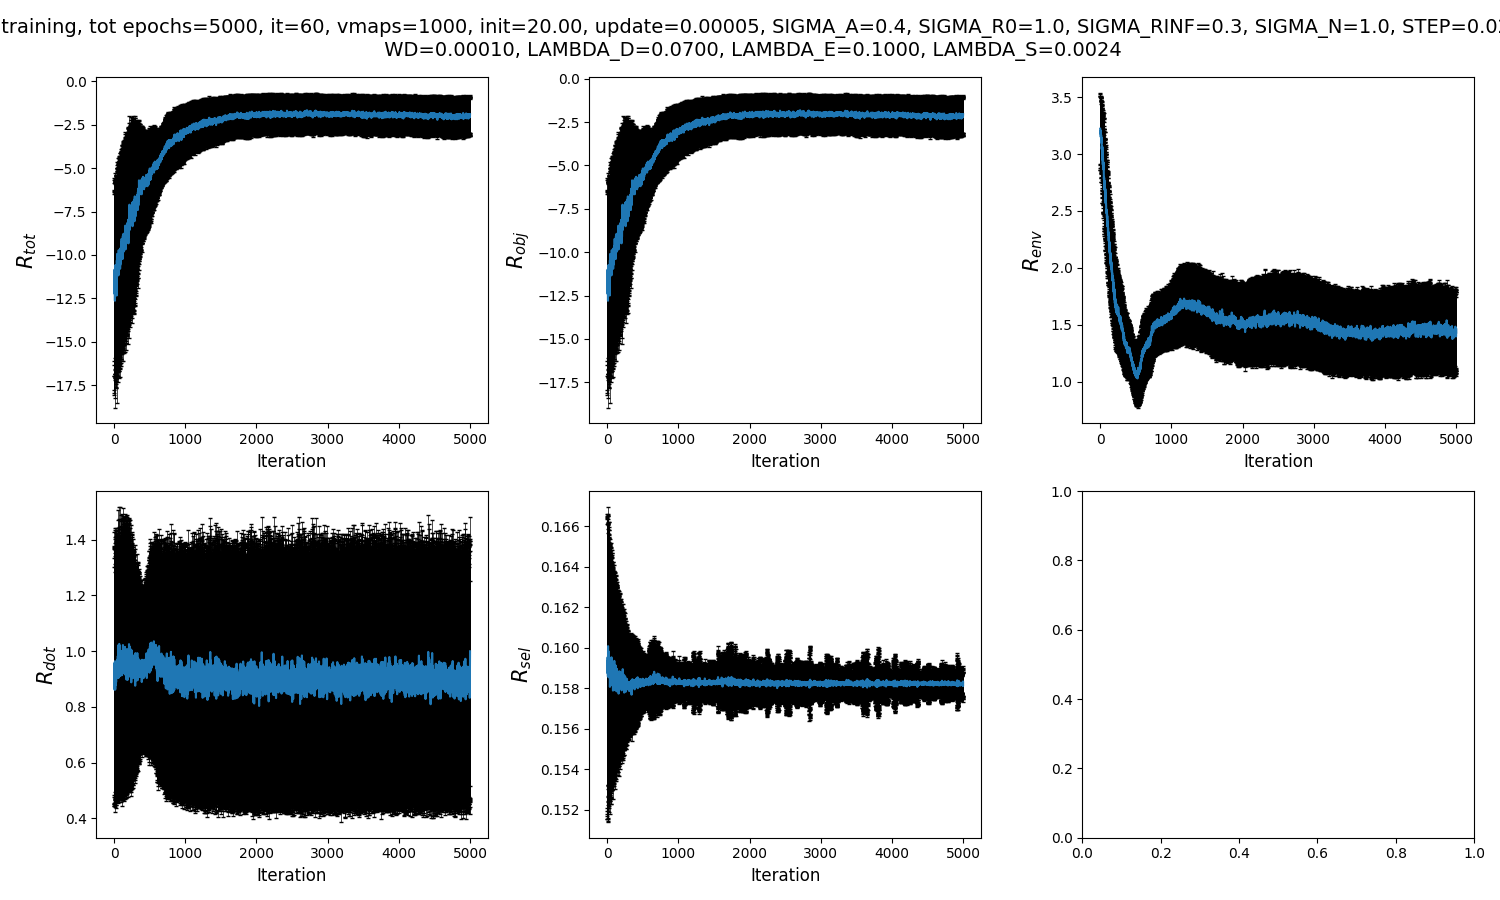 training, tot epochs=5000, it=60, vmaps=1000, init=20.00, update=0.00005, SIGMA_A=0.4, SIGMA_R0=1.0, SIGMA_RINF=0.3, SIGMA_N=1.0,
WD=0.00010, LAMBDA_D=0.0700, LAMBDA_E=0.1000, LAMBDA_S=0.0024
0.0
−2.5
−5.0
−7.5
−10.0
−12.5
−15.0
−17.5
R_tot
0 1000 2000 3000 4000 5000
Iteration
0.0
−2.5
−5.0
−7.5
−10.0
−12.5
−15.0
−17.5
R_obj
0 1000 2000 3000 4000 5000
Iteration
3.5
3.0
2.5
2.0
1.5
1.0
R_env
0 1000 2000 3000 4000 5000
Iteration
1.4
1.2
1.0
0.8
0.6
0.4
R_dot
0 1000 2000 3000 4000 5000
Iteration
0.166
0.164
0.162
0.160
0.158
0.156
0.154
0.152
R_sel
0 1000 2000 3000 4000 5000
Iteration
1.0
0.8
0.6
0.4
0.2
0.0
0.0 0.2 0.4 0.6 0.8 1.0